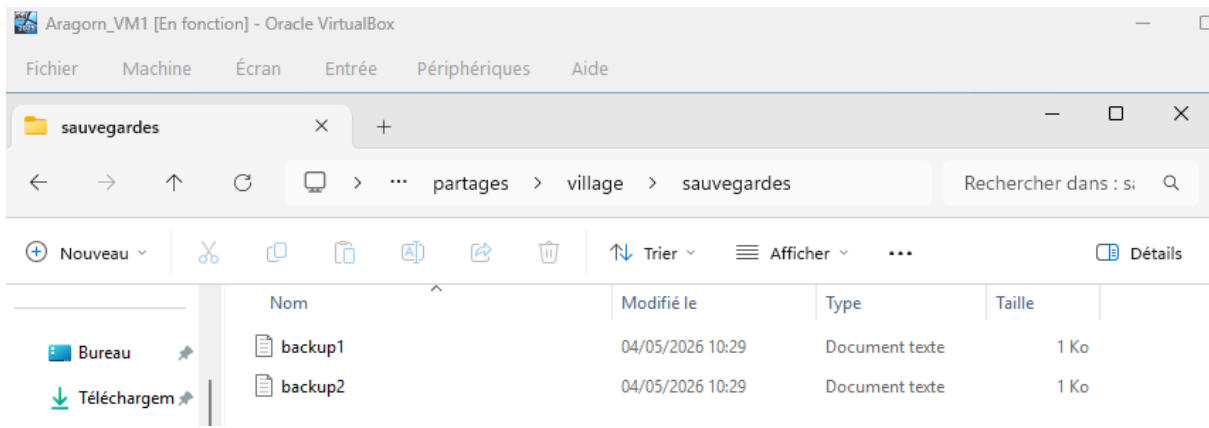 Aragorn_VM1 [En fonction] - Oracle VirtualBox
Fichier Machine Écran Entrée Périphériques Aide
sauvegardes
... partages > village > sauvegardes Rechercher dans : sa
Nouveau Trier Afficher ... Détails
Nom Modifié le Type Taille
Bureau backup1 04/05/2026 10:29 Document texte 1 Ko
Téléchargem backup2 04/05/2026 10:29 Document texte 1 Ko